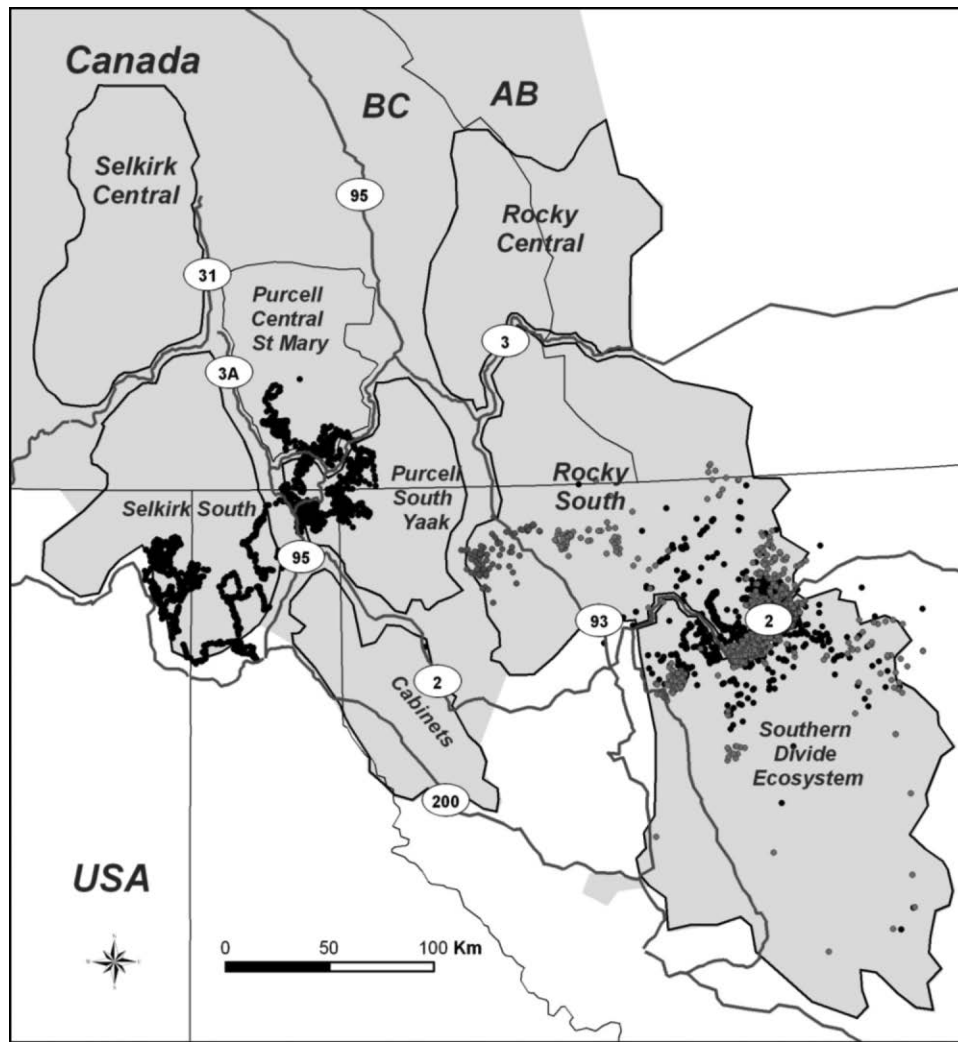 Canada
BC
AB
Selkirk
Central
95
Rocky
Central
31
Purcell
Central
St Mary
3
3A
Purcell
South
Yaak
Rocky
South
Selkirk South
95
93
2
2
Cabinets
Southern
Divide
Ecosystem
200
USA
0 50 100 Km